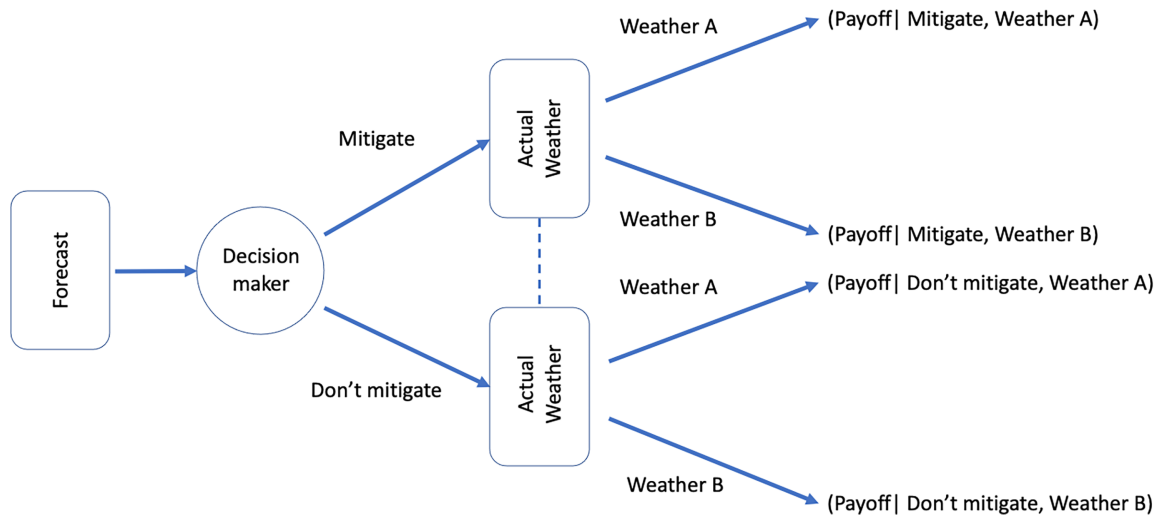 Forecast
Decision
maker
Mitigate
Don’t mitigate
Actual
Weather
Actual
Weather
Weather A
(Payoff| Mitigate, Weather A)
Weather B
(Payoff| Mitigate, Weather B)
Weather A
(Payoff| Don’t mitigate, Weather A)
Weather B
(Payoff| Don’t mitigate, Weather B)